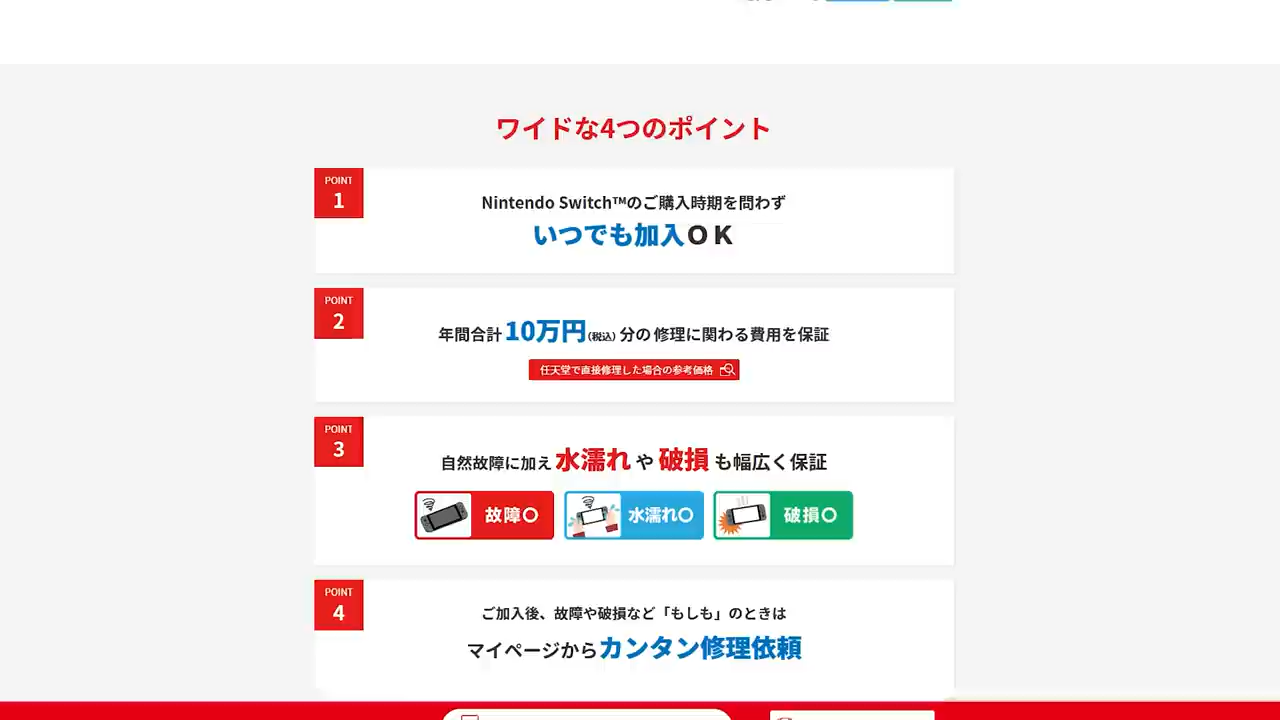 ワイドな4つのポイント
POINT
1
Nintendo Switch™のご購入時期を問わず
いつでも加入OK
POINT
2
年間合計10万円(税込)分の修理に関わる費用を保証
任天堂で直接修理した場合の参考価格
POINT
3
自然故障に加え水濡れや破損も幅広く保証
故障〇
水濡れ〇
破損〇
POINT
4
ご加入後、故障や破損など「もしも」のときは
マイページからカンタン修理依頼